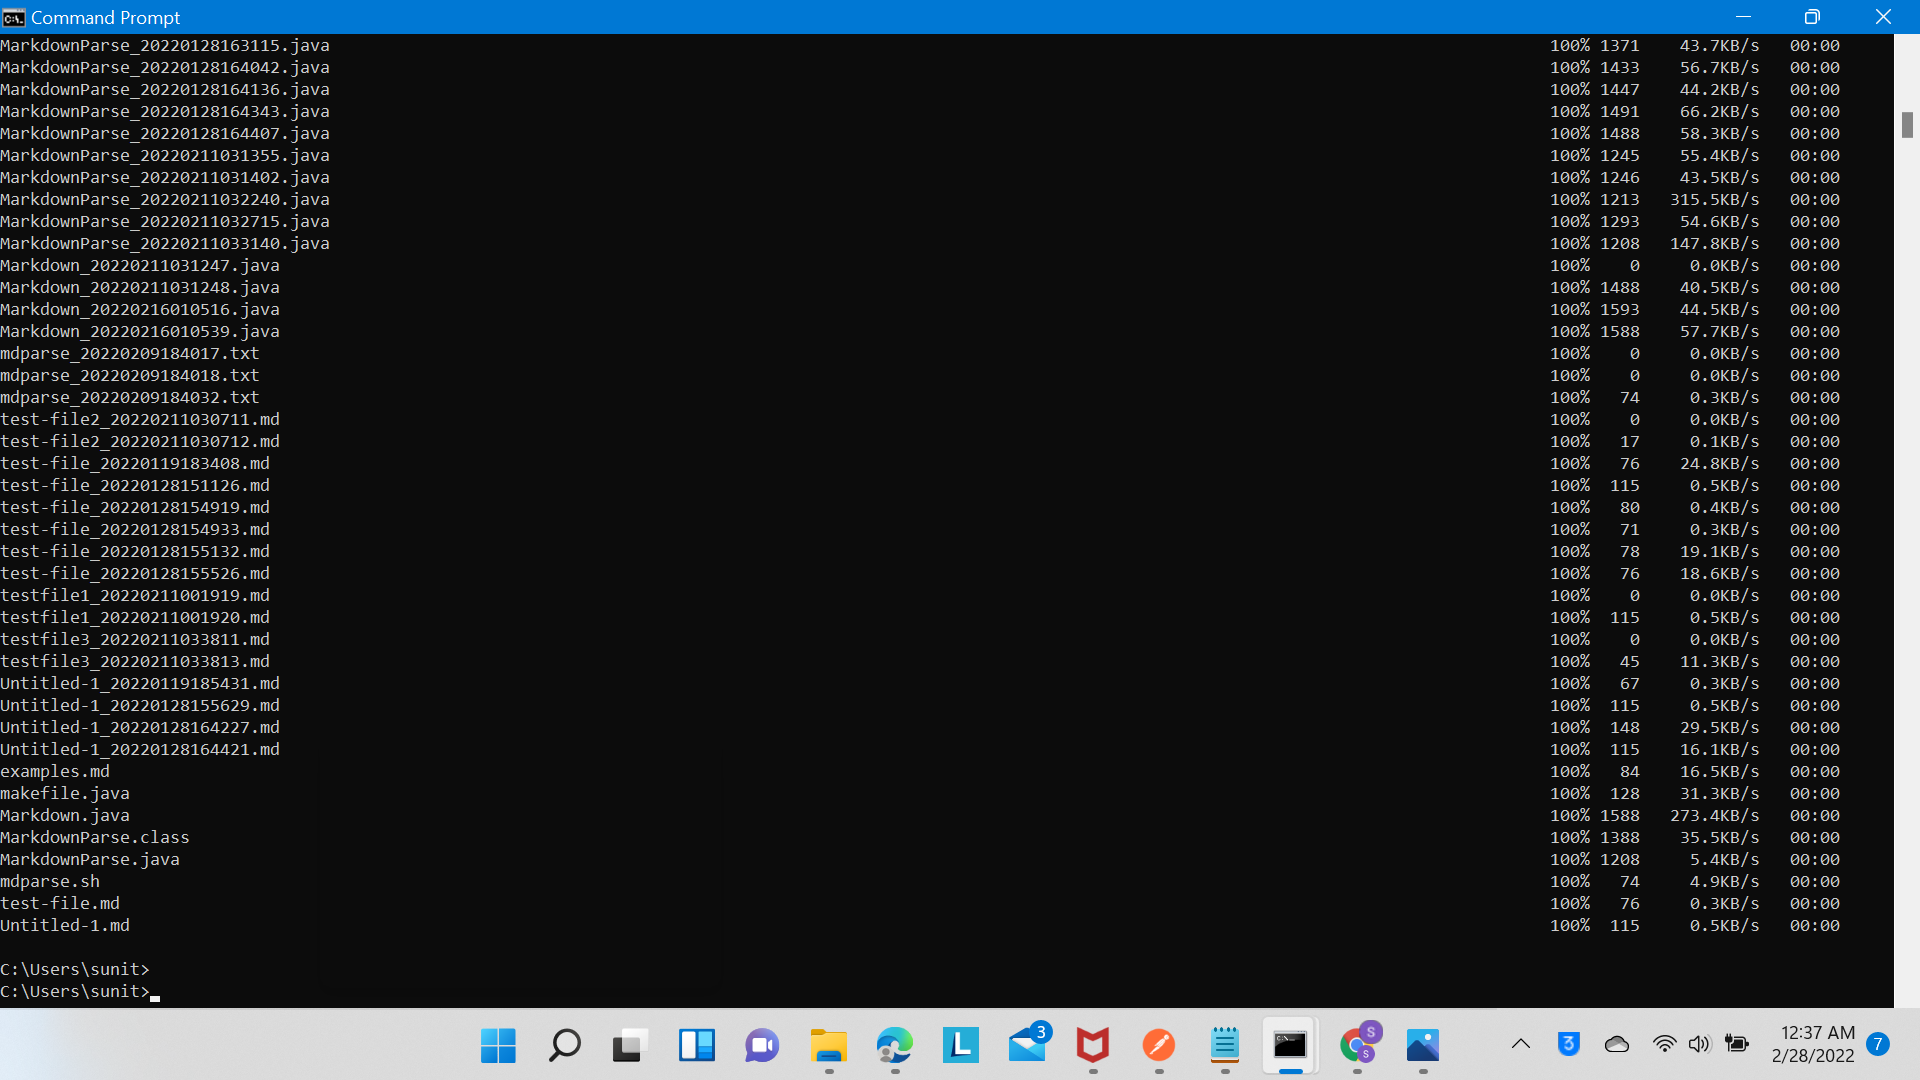 Command Prompt
MarkdownParse_20220128163115.java 100% 1371 43.7KB/s 00:00
MarkdownParse_20220128164042.java 100% 1433 56.7KB/s 00:00
MarkdownParse_20220128164136.java 100% 1447 44.2KB/s 00:00
MarkdownParse_20220128164343.java 100% 1491 66.2KB/s 00:00
MarkdownParse_20220128164407.java 100% 1488 58.3KB/s 00:00
MarkdownParse_20220211031355.java 100% 1245 55.4KB/s 00:00
MarkdownParse_20220211031402.java 100% 1246 43.5KB/s 00:00
MarkdownParse_20220211032240.java 100% 1213 315.5KB/s 00:00
MarkdownParse_20220211032715.java 100% 1293 54.6KB/s 00:00
MarkdownParse_20220211033140.java 100% 1208 147.8KB/s 00:00
Markdown_20220211031247.java 100% 0 0.0KB/s 00:00
Markdown_20220211031248.java 100% 1488 40.5KB/s 00:00
Markdown_20220216010516.java 100% 1593 44.5KB/s 00:00
Markdown_20220216010539.java 100% 1588 57.7KB/s 00:00
mdparse_20220209184017.txt 100% 0 0.0KB/s 00:00
mdparse_20220209184018.txt 100% 0 0.0KB/s 00:00
mdparse_20220209184032.txt 100% 74 0.3KB/s 00:00
test-file2_20220211030711.md 100% 0 0.0KB/s 00:00
test-file2_20220211030712.md 100% 17 0.1KB/s 00:00
test-file_20220119183408.md 100% 76 24.8KB/s 00:00
test-file_20220128151126.md 100% 115 0.5KB/s 00:00
test-file_20220128154919.md 100% 80 0.4KB/s 00:00
test-file_20220128154933.md 100% 71 0.3KB/s 00:00
test-file_20220128155132.md 100% 78 19.1KB/s 00:00
test-file_20220128155526.md 100% 76 18.6KB/s 00:00
testfile1_20220211001919.md 100% 0 0.0KB/s 00:00
testfile1_20220211001920.md 100% 115 0.5KB/s 00:00
testfile3_20220211033811.md 100% 0 0.0KB/s 00:00
testfile3_20220211033813.md 100% 45 11.3KB/s 00:00
Untitled-1_20220119185431.md 100% 67 0.3KB/s 00:00
Untitled-1_20220128155629.md 100% 115 0.5KB/s 00:00
Untitled-1_20220128164227.md 100% 148 29.5KB/s 00:00
Untitled-1_20220128164421.md 100% 115 16.1KB/s 00:00
examples.md 100% 84 16.5KB/s 00:00
makefile.java 100% 128 31.3KB/s 00:00
Markdown.java 100% 1588 273.4KB/s 00:00
MarkdownParse.class 100% 1388 35.5KB/s 00:00
MarkdownParse.java 100% 1208 5.4KB/s 00:00
mdparse.sh 100% 74 4.9KB/s 00:00
test-file.md 100% 76 0.3KB/s 00:00
Untitled-1.md 100% 115 0.5KB/s 00:00
C:\Users\sunit>
C:\Users\sunit>
L 3 S S 3 12:37 AM 7
2/28/2022